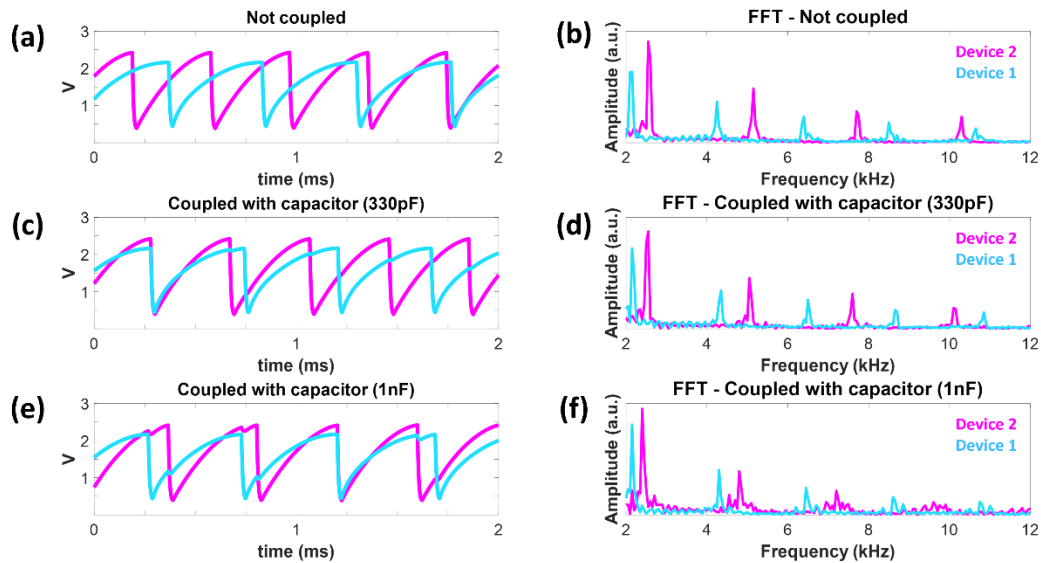 Not coupled
(a)
3
2
1
V
0
1
2
time (ms)
FFT - Not coupled
(b)
Amplitude (a.u.)
Device 2
Device 1
2
4
6
8
10
12
Frequency (kHz)
Coupled with capacitor (330pF)
(c)
3
2
1
V
0
1
2
time (ms)
FFT - Coupled with capacitor (330pF)
(d)
Amplitude (a.u.)
Device 2
Device 1
2
4
6
8
10
12
Frequency (kHz)
Coupled with capacitor (1nF)
(e)
3
2
1
V
0
1
2
time (ms)
FFT - Coupled with capacitor (1nF)
(f)
Amplitude (a.u.)
Device 2
Device 1
2
4
6
8
10
12
Frequency (kHz)